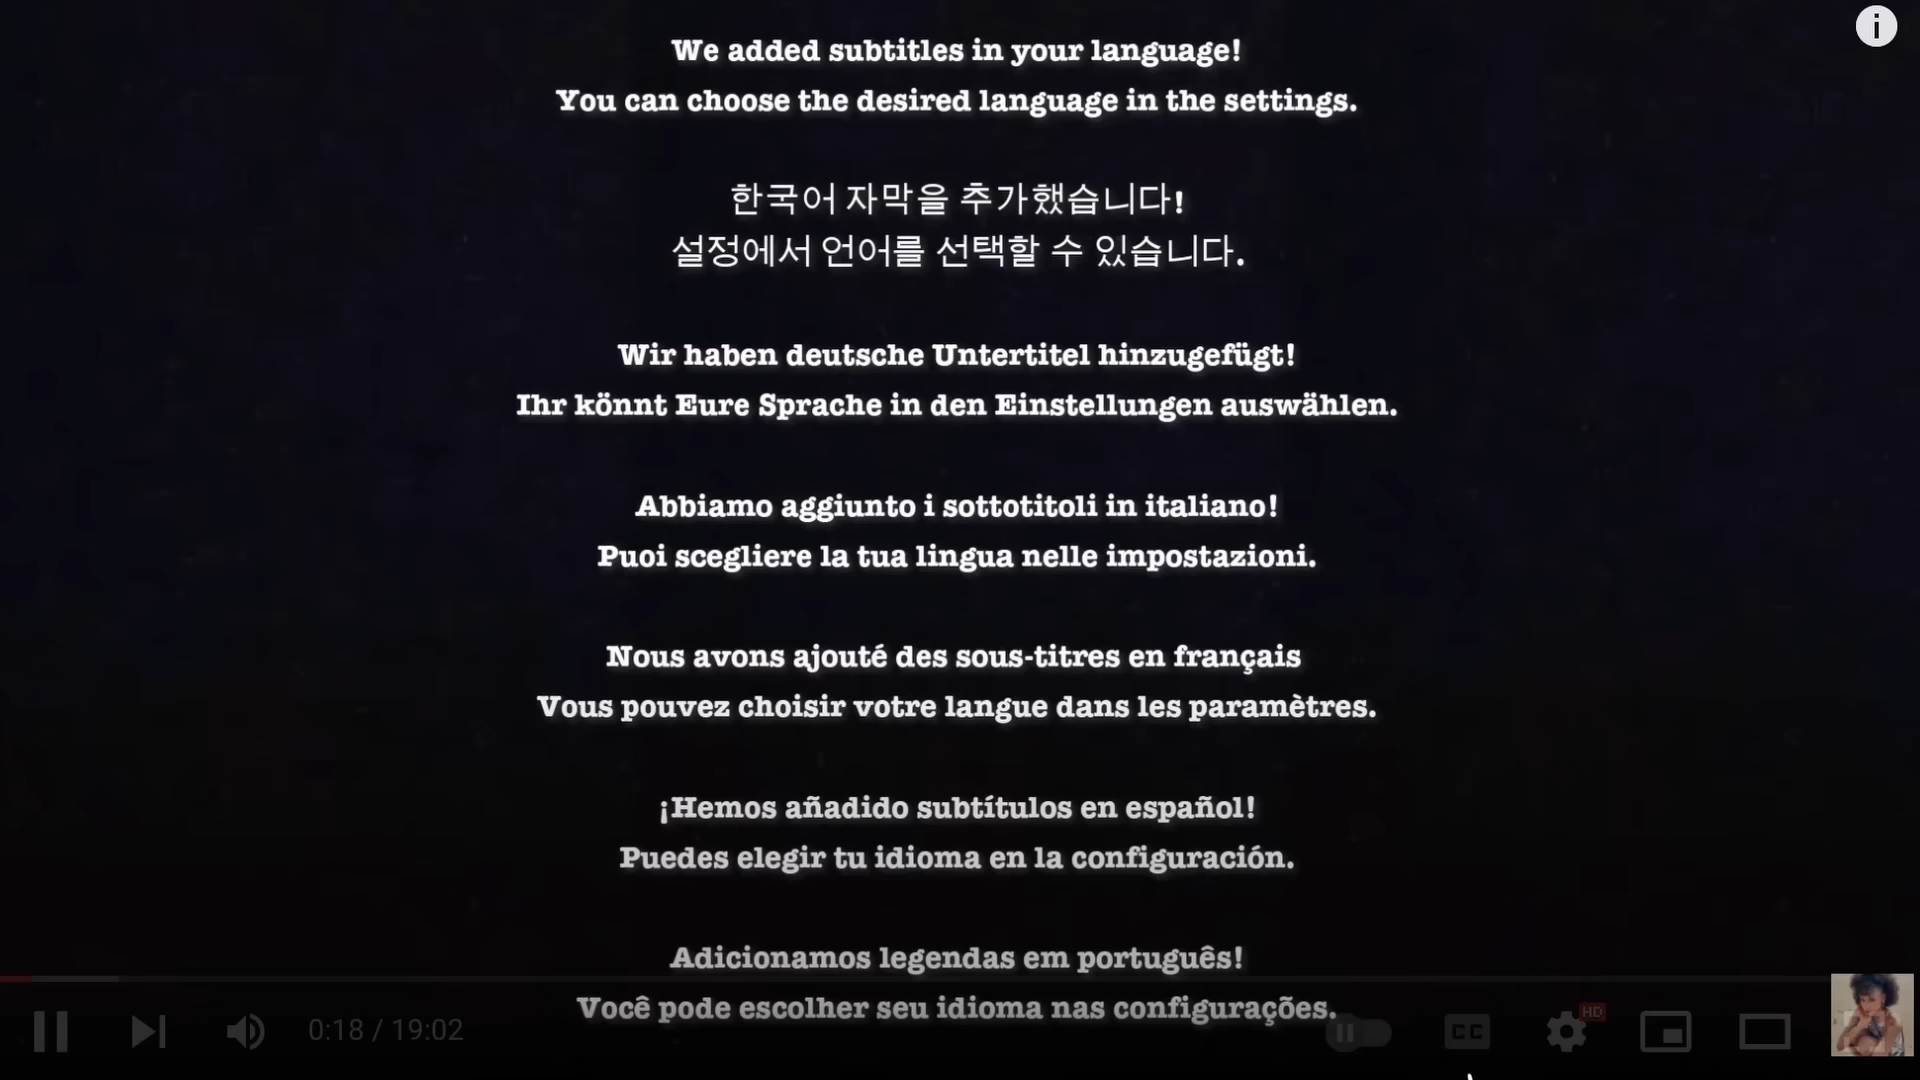 We added subtitles in your language!
You can choose the desired language in the settings.
한국어 자막을 추가했습니다!
설정에서 언어를 선택할 수 있습니다.
Wir haben deutsche Untertitel hinzugefügt!
Ihr könnt Eure Sprache in den Einstellungen auswählen.
Abbiamo aggiunto i sottotitoli in italiano!
Puoi scegliere la tua lingua nelle impostazioni.
Nous avons ajouté des sous-titres en français
Vous pouvez choisir votre langue dans les paramètres.
¡Hemos añadido subtítulos en español!
Puedes elegir tu idioma en la configuración.
Adicionamos legendas em português!
Você pode escolher seu idioma nas configurações.
0:18 / 19:02
CC
HD